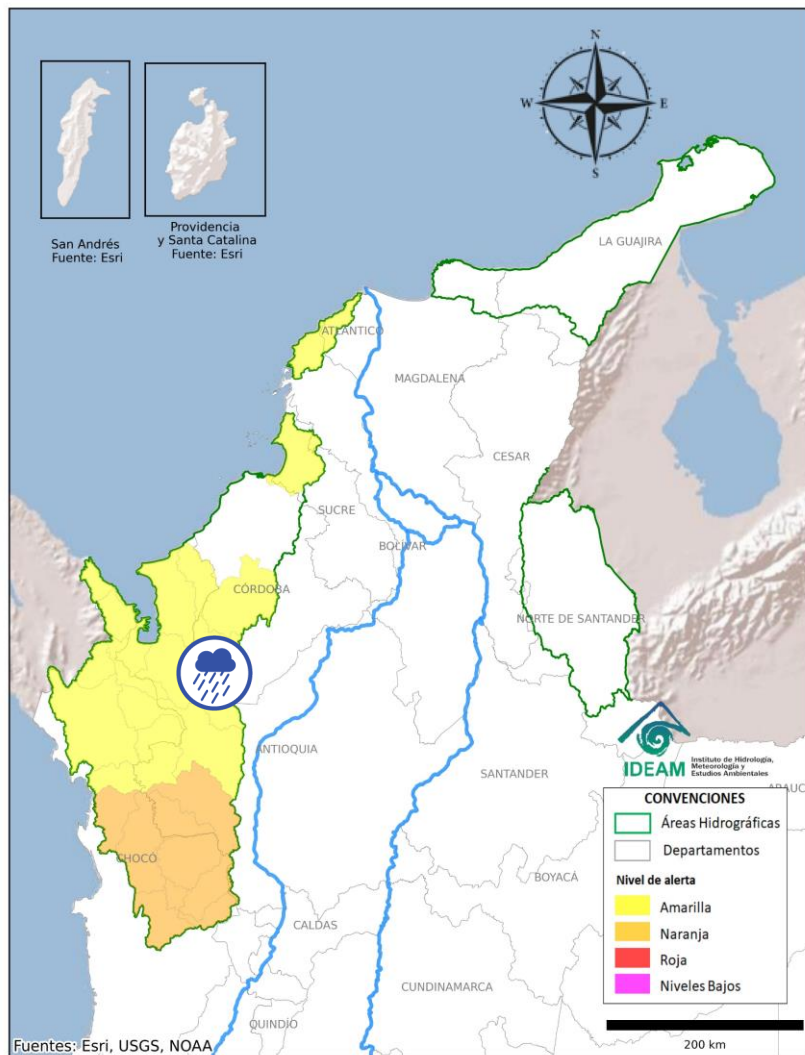 N
W
E
S
San Andrés
Fuente: Esri
Providencia
y Santa Catalina
Fuente: Esri
LA GUAJIRA
ATLÁNTICO
MAGDALENA
CESAR
SUCRE
BOLÍVAR
CÓRDOBA
NORTE DE SANTANDER
ANTIOQUIA
SANTANDER
IDEAM
Instituto de Hidrología,
Meteorología y
Estudios Ambientales
ARAUC
CHOCÓ
BOYACÁ
CALDAS
CUNDINAMARCA
QUINDÍO
CONVENCIONES
Áreas Hidrográficas
Departamentos
Nivel de alerta
Amarilla
Naranja
Roja
Niveles Bajos
200 km
Fuentes: Esri, USGS, NOAA